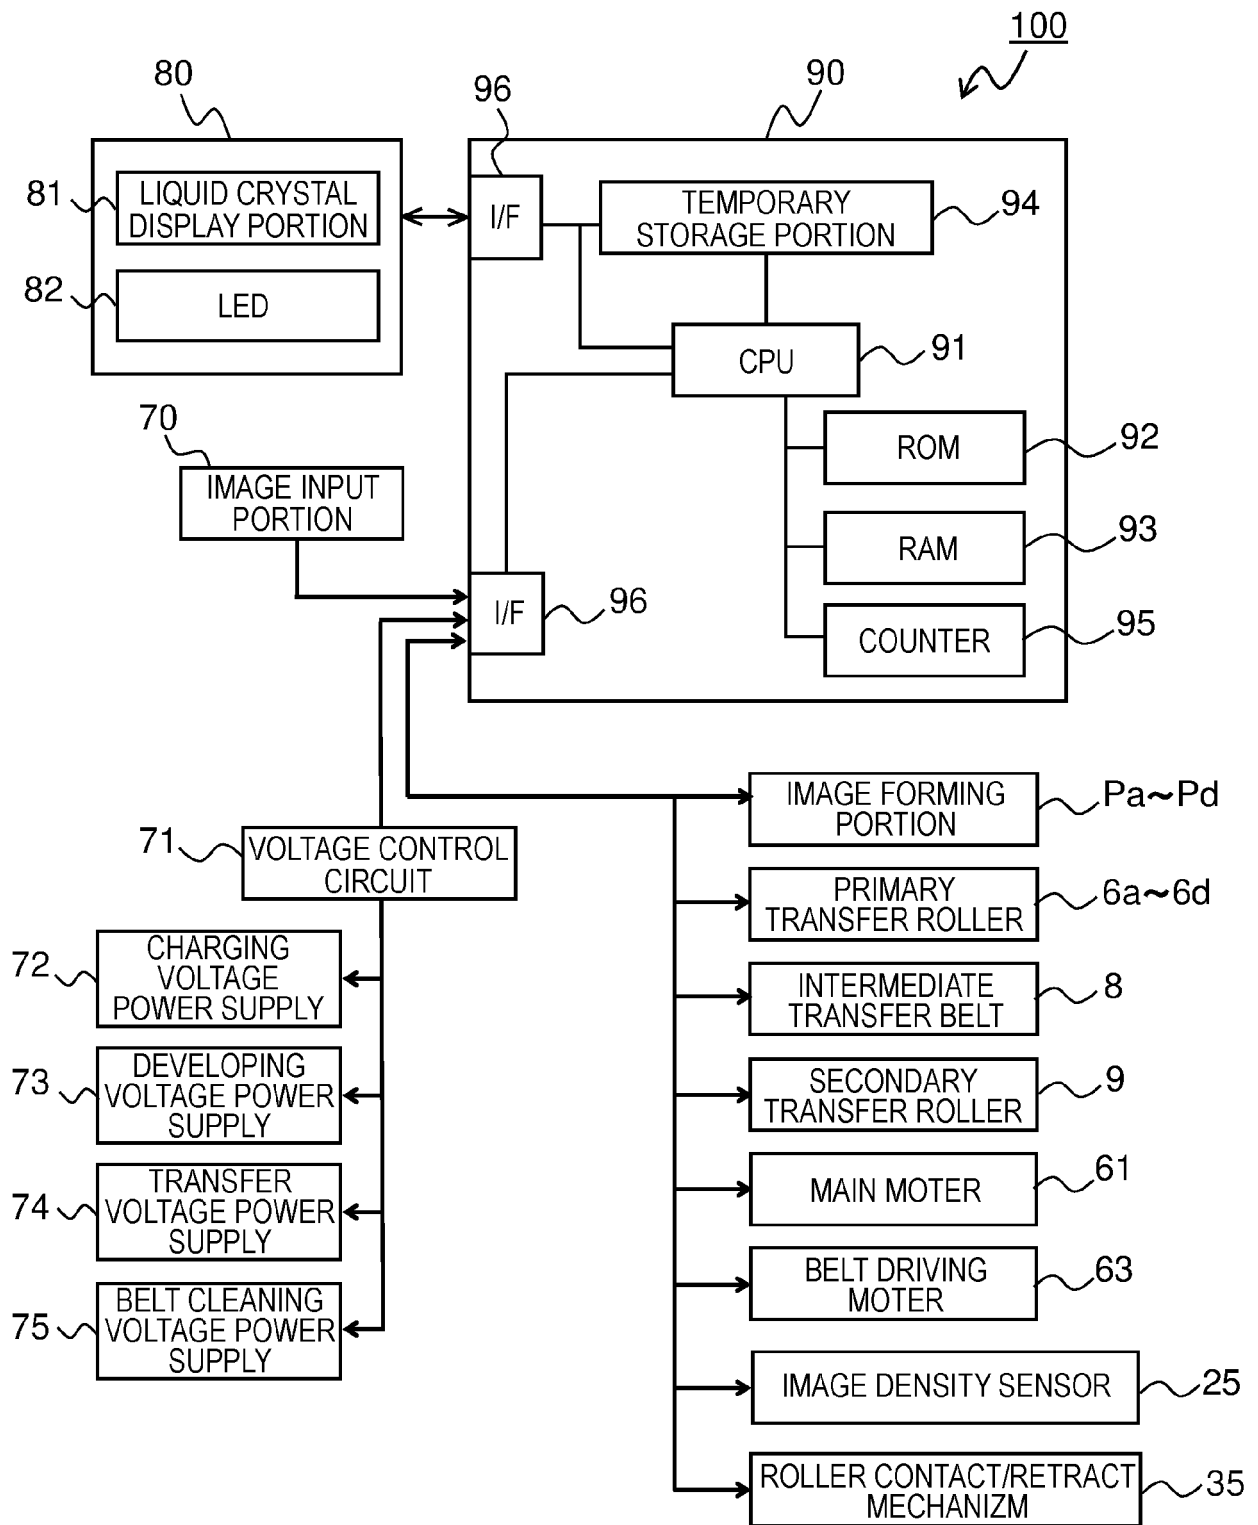 100
80
96
90
81
LIQUID CRYSTAL
DISPLAY PORTION
I/F
TEMPORARY
STORAGE PORTION
94
82
LED
CPU
91
70
IMAGE INPUT
PORTION
ROM
92
RAM
93
I/F
96
COUNTER
95
IMAGE FORMING
PORTION
Pa~Pd
71
VOLTAGE CONTROL
CIRCUIT
PRIMARY
TRANSFER ROLLER
6a~6d
72
CHARGING
VOLTAGE
POWER SUPPLY
INTERMEDIATE
TRANSFER BELT
8
73
DEVELOPING
VOLTAGE POWER
SUPPLY
SECONDARY
TRANSFER ROLLER
9
74
TRANSFER
VOLTAGE POWER
SUPPLY
MAIN MOTER
61
BELT DRIVING
MOTER
63
75
BELT CLEANING
VOLTAGE POWER
SUPPLY
IMAGE DENSITY SENSOR
25
ROLLER CONTACT/RETRACT
MECHANIZM
35